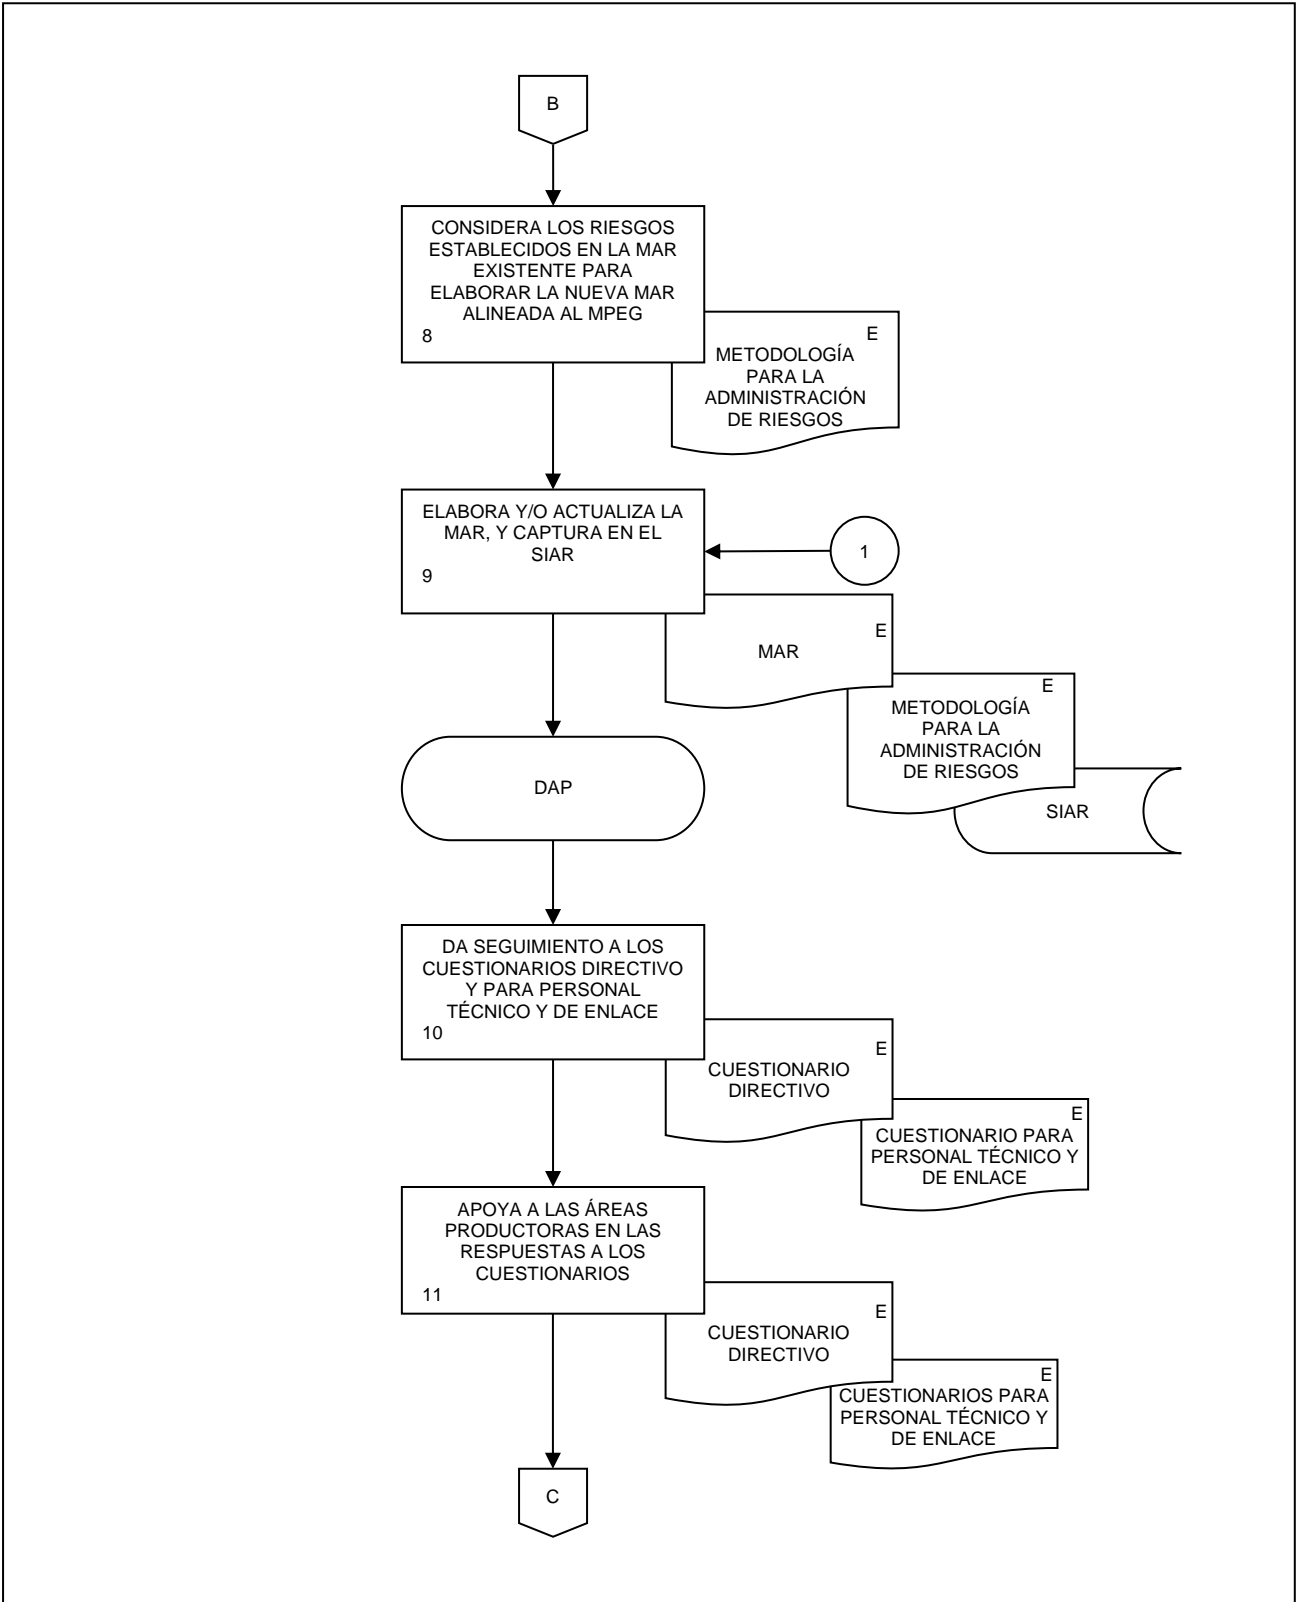 B
CONSIDERA LOS RIESGOS
ESTABLECIDOS EN LA MAR
EXISTENTE PARA
ELABORAR LA NUEVA MAR
ALINEADA AL MPEG
8
E
METODOLOGÍA
PARA LA
ADMINISTRACIÓN
DE RIESGOS
ELABORA Y/O ACTUALIZA LA
MAR, Y CAPTURA EN EL
SIAR
9
1
E
MAR
E
METODOLOGÍA
PARA LA
ADMINISTRACIÓN
DE RIESGOS
SIAR
DAP
DA SEGUIMIENTO A LOS
CUESTIONARIOS DIRECTIVO
Y PARA PERSONAL
TÉCNICO Y DE ENLACE
10
E
CUESTIONARIO
DIRECTIVO
E
CUESTIONARIO PARA
PERSONAL TÉCNICO Y
DE ENLACE
APOYA A LAS ÁREAS
PRODUCTORAS EN LAS
RESPUESTAS A LOS
CUESTIONARIOS
11
E
CUESTIONARIO
DIRECTIVO
E
CUESTIONARIOS PARA
PERSONAL TÉCNICO Y
DE ENLACE
C